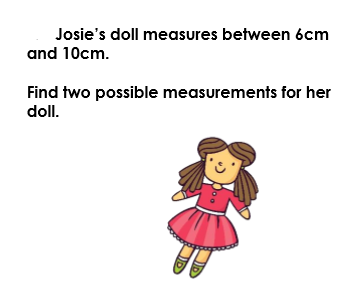 Josie's doll measures between 6cm
and 10cm.
Find two possible measurements for her
doll.